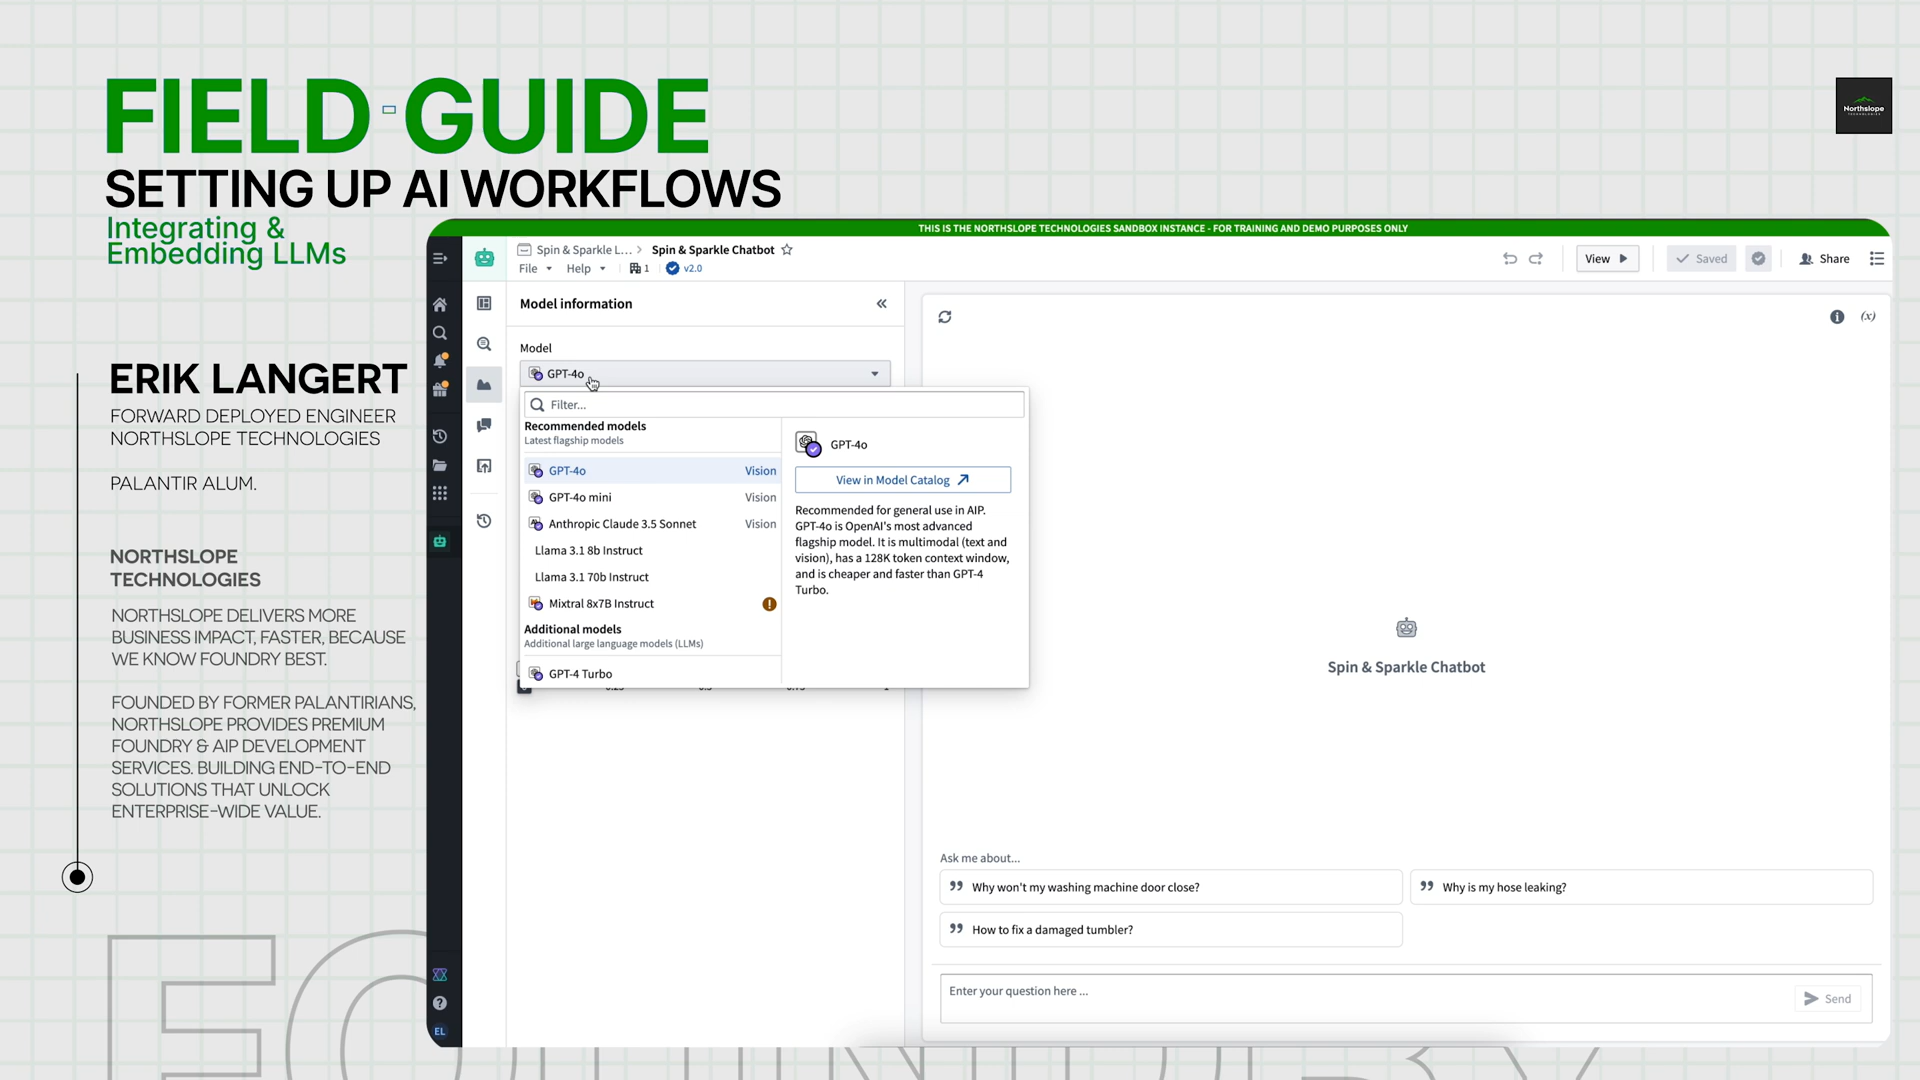 FIELD-GUIDE
SETTING UP AI WORKFLOWS
Integrating &
Embedding LLMs
Northslope
TECHNOLOGIES
ERIK LANGERT
FORWARD DEPLOYED ENGINEER
NORTHSLOPE TECHNOLOGIES
PALANTIR ALUM.
NORTHSLOPE
TECHNOLOGIES
NORTHSLOPE DELIVERS MORE
BUSINESS IMPACT, FASTER, BECAUSE
WE KNOW FOUNDRY BEST.
FOUNDED BY FORMER PALANTIRIANS,
NORTHSLOPE PROVIDES PREMIUM
FOUNDRY & AIP DEVELOPMENT
SERVICES. BUILDING END-TO-END
SOLUTIONS THAT UNLOCK
ENTERPRISE-WIDE VALUE.
THIS IS THE NORTHSLOPE TECHNOLOGIES SANDBOX INSTANCE - FOR TRAINING AND DEMO PURPOSES ONLY
Spin & Sparkle L... > Spin & Sparkle Chatbot
File Help 1 v2.0
View
Saved
Share
Model information
Model
GPT-4o
Filter...
Recommended models
Latest flagship models
GPT-4o Vision
GPT-4o mini Vision
Anthropic Claude 3.5 Sonnet Vision
Llama 3.1 8b Instruct
Llama 3.1 70b Instruct
Mixtral 8x7B Instruct
Additional models
Additional large language models (LLMs)
GPT-4 Turbo
GPT-4o
View in Model Catalog
Recommended for general use in AIP.
GPT-4o is OpenAI's most advanced
flagship model. It is multimodal (text and
vision), has a 128K token context window,
and is cheaper and faster than GPT-4
Turbo.
(x)
Spin & Sparkle Chatbot
Ask me about...
Why won't my washing machine door close?
Why is my hose leaking?
How to fix a damaged tumbler?
Enter your question here ...
Send
EL